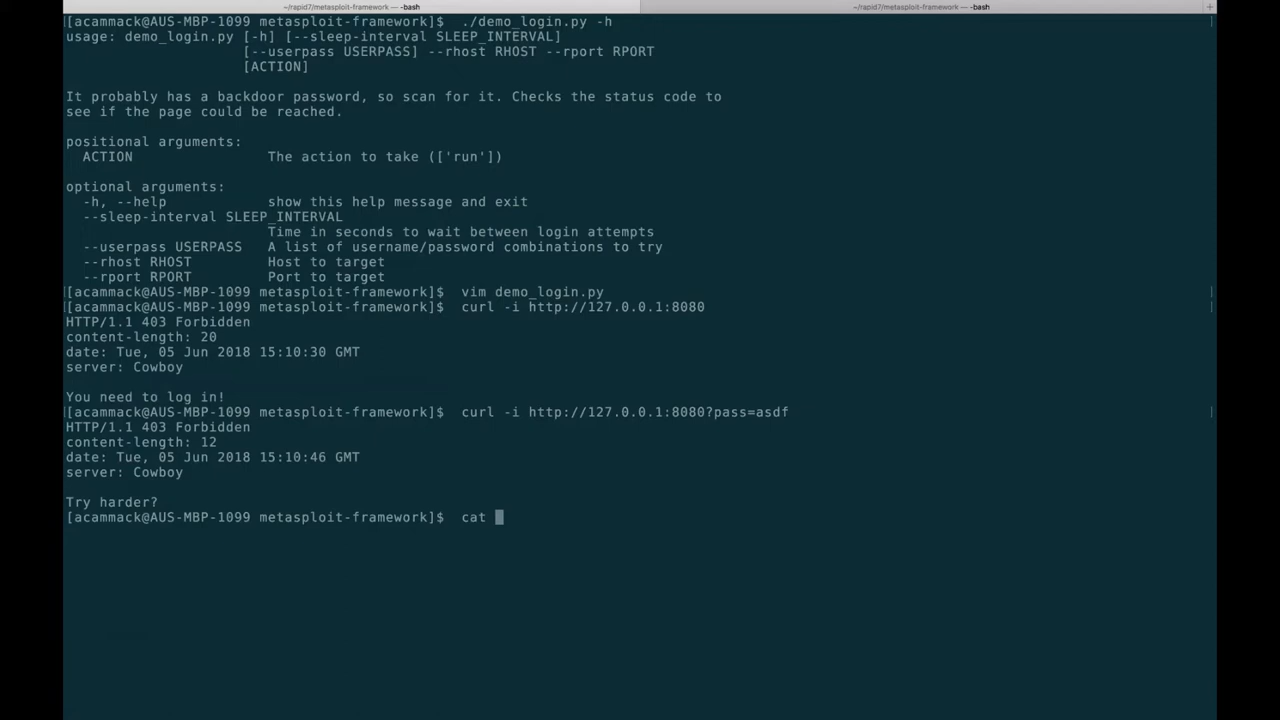 ~/rapid7/metasploit-framework — -bash
~/rapid7/metasploit-framework — -bash
+
[acammack@AUS-MBP-1099 metasploit-framework]$  ./demo_login.py -h
usage: demo_login.py [-h] [--sleep-interval SLEEP_INTERVAL]
[--userpass USERPASS] --rhost RHOST --rport RPORT
[ACTION]
It probably has a backdoor password, so scan for it. Checks the status code to
see if the page could be reached.
positional arguments:
ACTION                The action to take (['run'])
optional arguments:
-h, --help            show this help message and exit
--sleep-interval SLEEP_INTERVAL
Time in seconds to wait between login attempts
--userpass USERPASS   A list of username/password combinations to try
--rhost RHOST         Host to target
--rport RPORT         Port to target
[acammack@AUS-MBP-1099 metasploit-framework]$  vim demo_login.py
[acammack@AUS-MBP-1099 metasploit-framework]$  curl -i http://127.0.0.1:8080
HTTP/1.1 403 Forbidden
content-length: 20
date: Tue, 05 Jun 2018 15:10:30 GMT
server: Cowboy
You need to log in!
[acammack@AUS-MBP-1099 metasploit-framework]$  curl -i http://127.0.0.1:8080?pass=asdf
HTTP/1.1 403 Forbidden
content-length: 12
date: Tue, 05 Jun 2018 15:10:46 GMT
server: Cowboy
Try harder?
[acammack@AUS-MBP-1099 metasploit-framework]$  cat